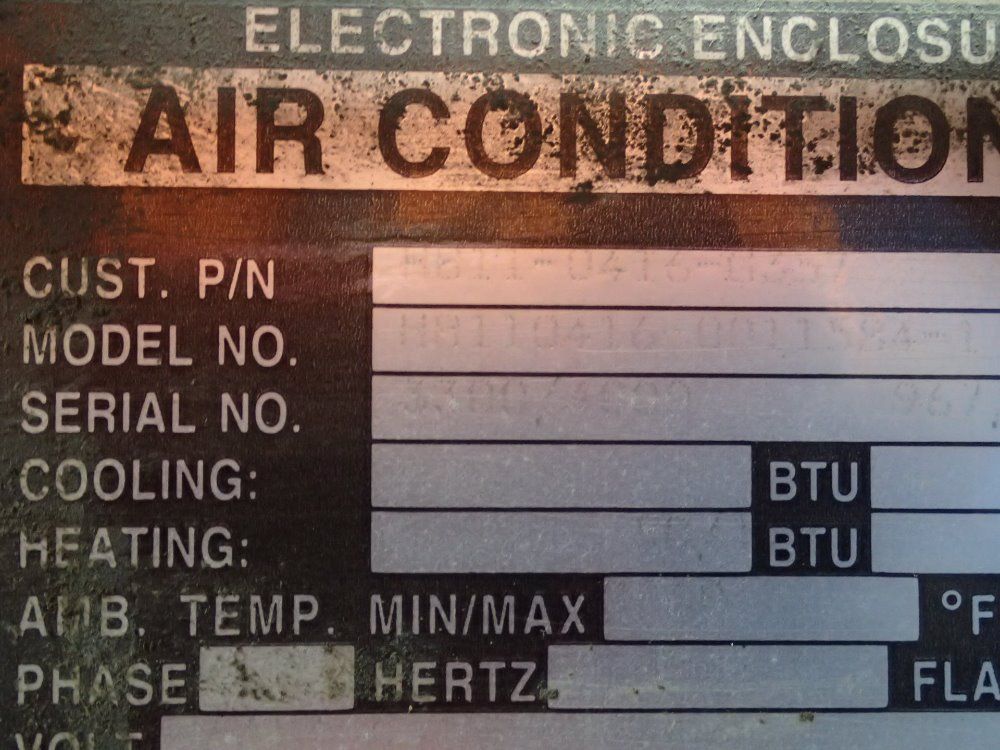 ELECTRONIC ENCLOSU
AIR CONDITION
CUST. P/N
MODEL NO.
SERIAL NO.
COOLING: BTU
HEATING: BTU
AMB. TEMP. MIN/MAX °F
PHASE HERTZ FLA
VOLT